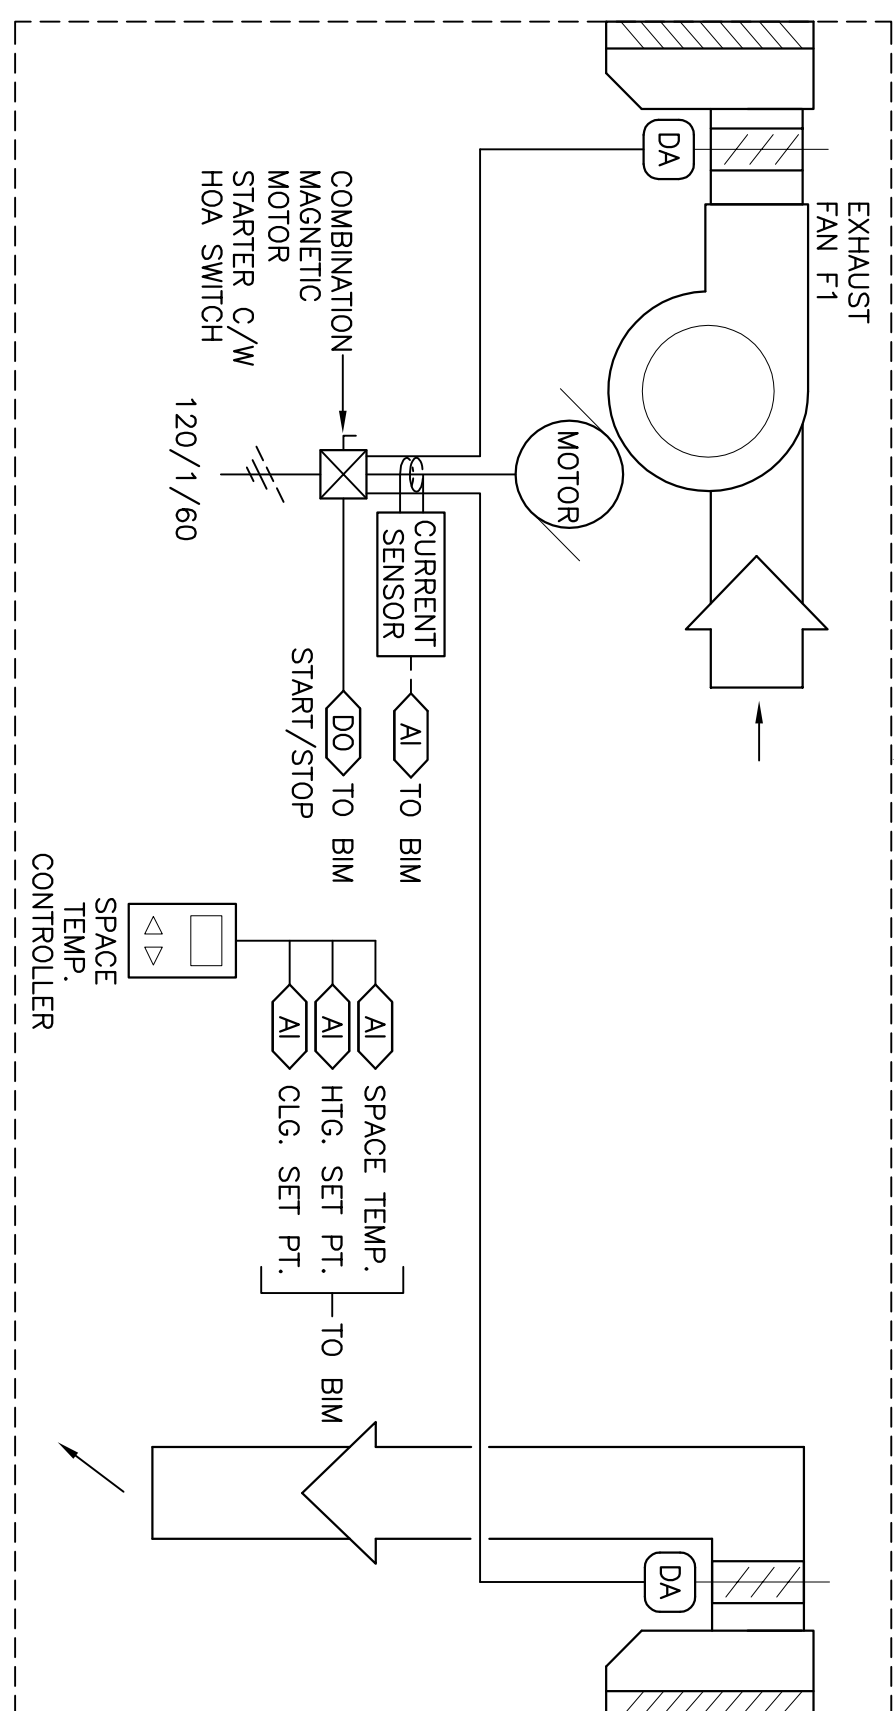 EXHAUST
FAN F1
DA
MOTOR
COMBINATION
MAGNETIC
MOTOR
STARTER C/W
HOA SWITCH
120/1/60
CURRENT
SENSOR
AI TO BIM
DO TO BIM
START/STOP
SPACE
TEMP.
CONTROLLER
AI SPACE TEMP.
AI HTG. SET PT.
AI CLG. SET PT.
TO BIM
DA